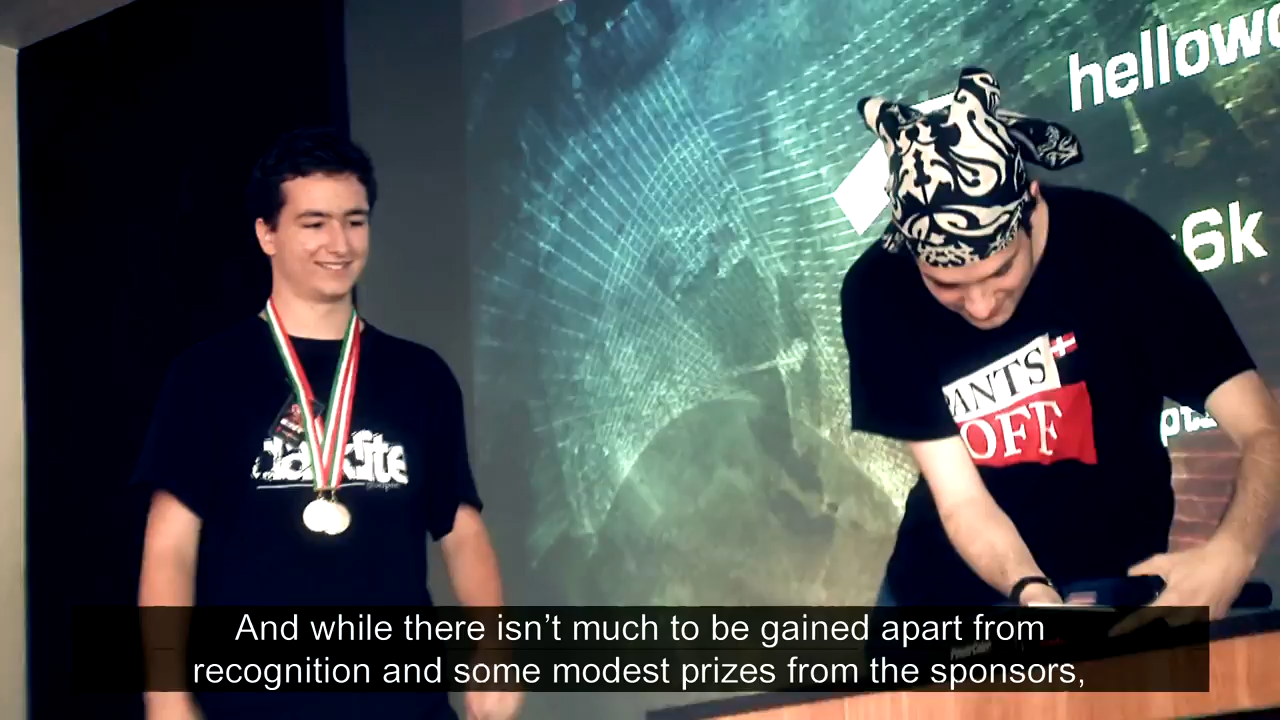 hellowo
6k
PANTS
OFF
And while there isn’t much to be gained apart from
recognition and some modest prizes from the sponsors,